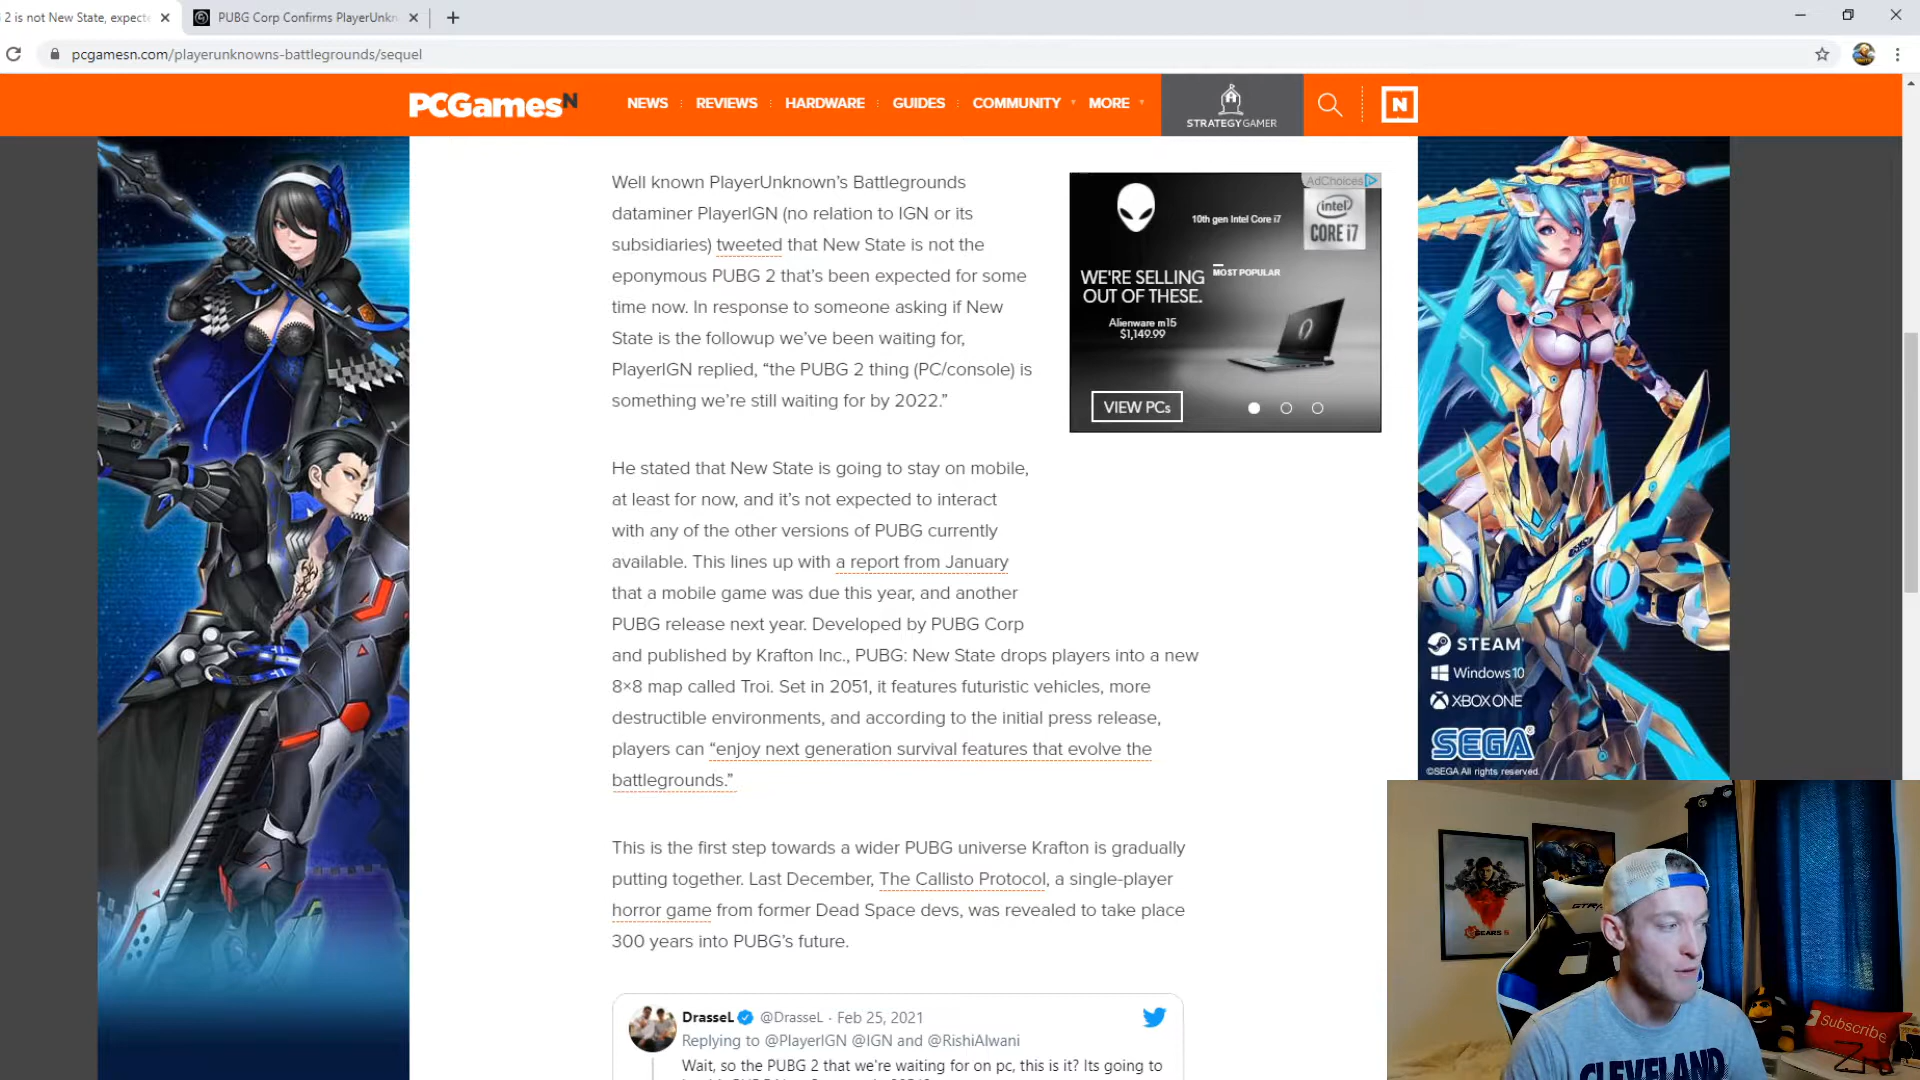 2 is not New State, expecte
PUBG Corp Confirms PlayerUnkn
pcgamesn.com/playerunknowns-battlegrounds/sequel
PCGamesN
NEWS
REVIEWS
HARDWARE
GUIDES
COMMUNITY
MORE
STRATEGYGAMER
N
Well known PlayerUnknown's Battlegrounds
dataminer PlayerIGN (no relation to IGN or its
subsidiaries) tweeted that New State is not the
eponymous PUBG 2 that's been expected for some
time now. In response to someone asking if New
State is the followup we've been waiting for,
PlayerIGN replied, “the PUBG 2 thing (PC/console) is
something we're still waiting for by 2022.”
AdChoices
10th gen Intel Core i7
intel
CORE i7
MOST POPULAR
WE'RE SELLING
OUT OF THESE.
Alienware m15
$1,149.99
VIEW PCs
He stated that New State is going to stay on mobile,
at least for now, and it's not expected to interact
with any of the other versions of PUBG currently
available. This lines up with a report from January
that a mobile game was due this year, and another
PUBG release next year. Developed by PUBG Corp
and published by Krafton Inc., PUBG: New State drops players into a new
8×8 map called Troi. Set in 2051, it features futuristic vehicles, more
destructible environments, and according to the initial press release,
players can “enjoy next generation survival features that evolve the
battlegrounds.”
This is the first step towards a wider PUBG universe Krafton is gradually
putting together. Last December, The Callisto Protocol, a single-player
horror game from former Dead Space devs, was revealed to take place
300 years into PUBG's future.
DrasseL @DrasseL - Feb 25, 2021
Replying to @PlayerIGN @IGN and @RishiAlwani
Wait, so the PUBG 2 that we're waiting for on pc, this is it? Its going to
STEAM
Windows10
XBOX ONE
SEGA
©SEGA All rights reserved.
GEARS 5
Subscribe
CLEVELAND